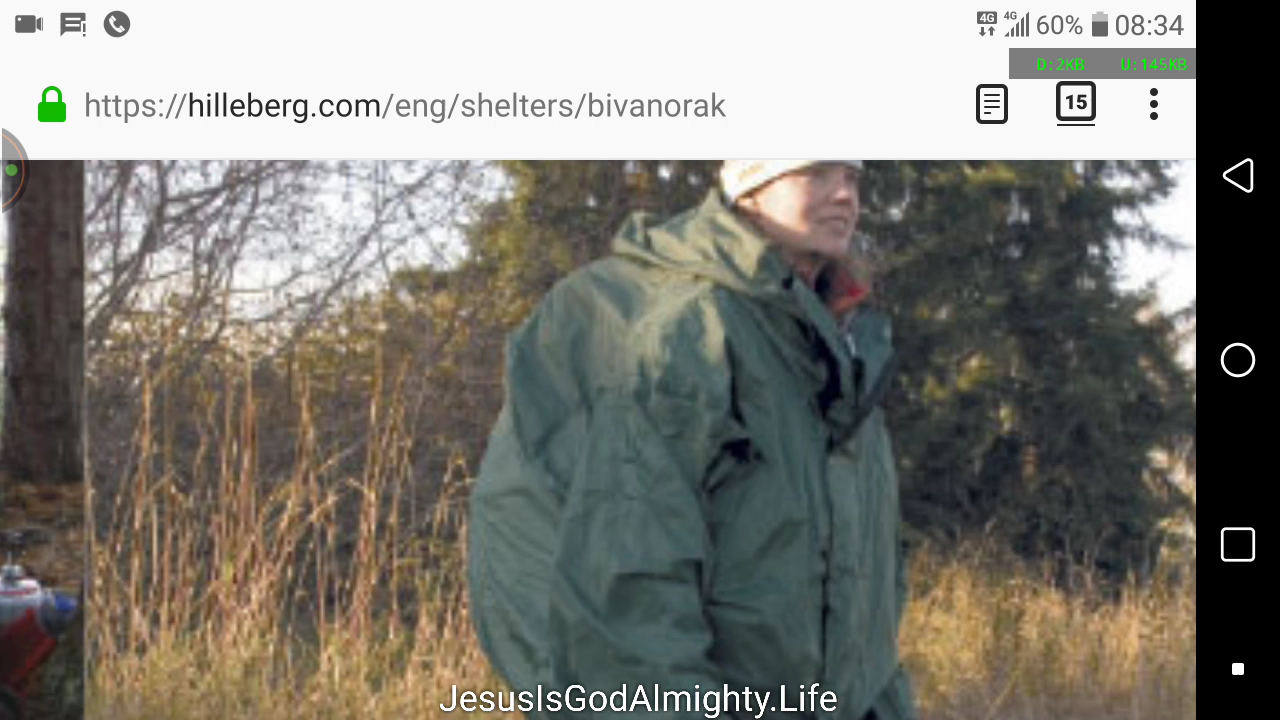 4G 4G 60% 08:34
D:2KB U:145KB
https://hilleberg.com/eng/shelters/bivanorak 15
JesusIsGodAlmighty.Life